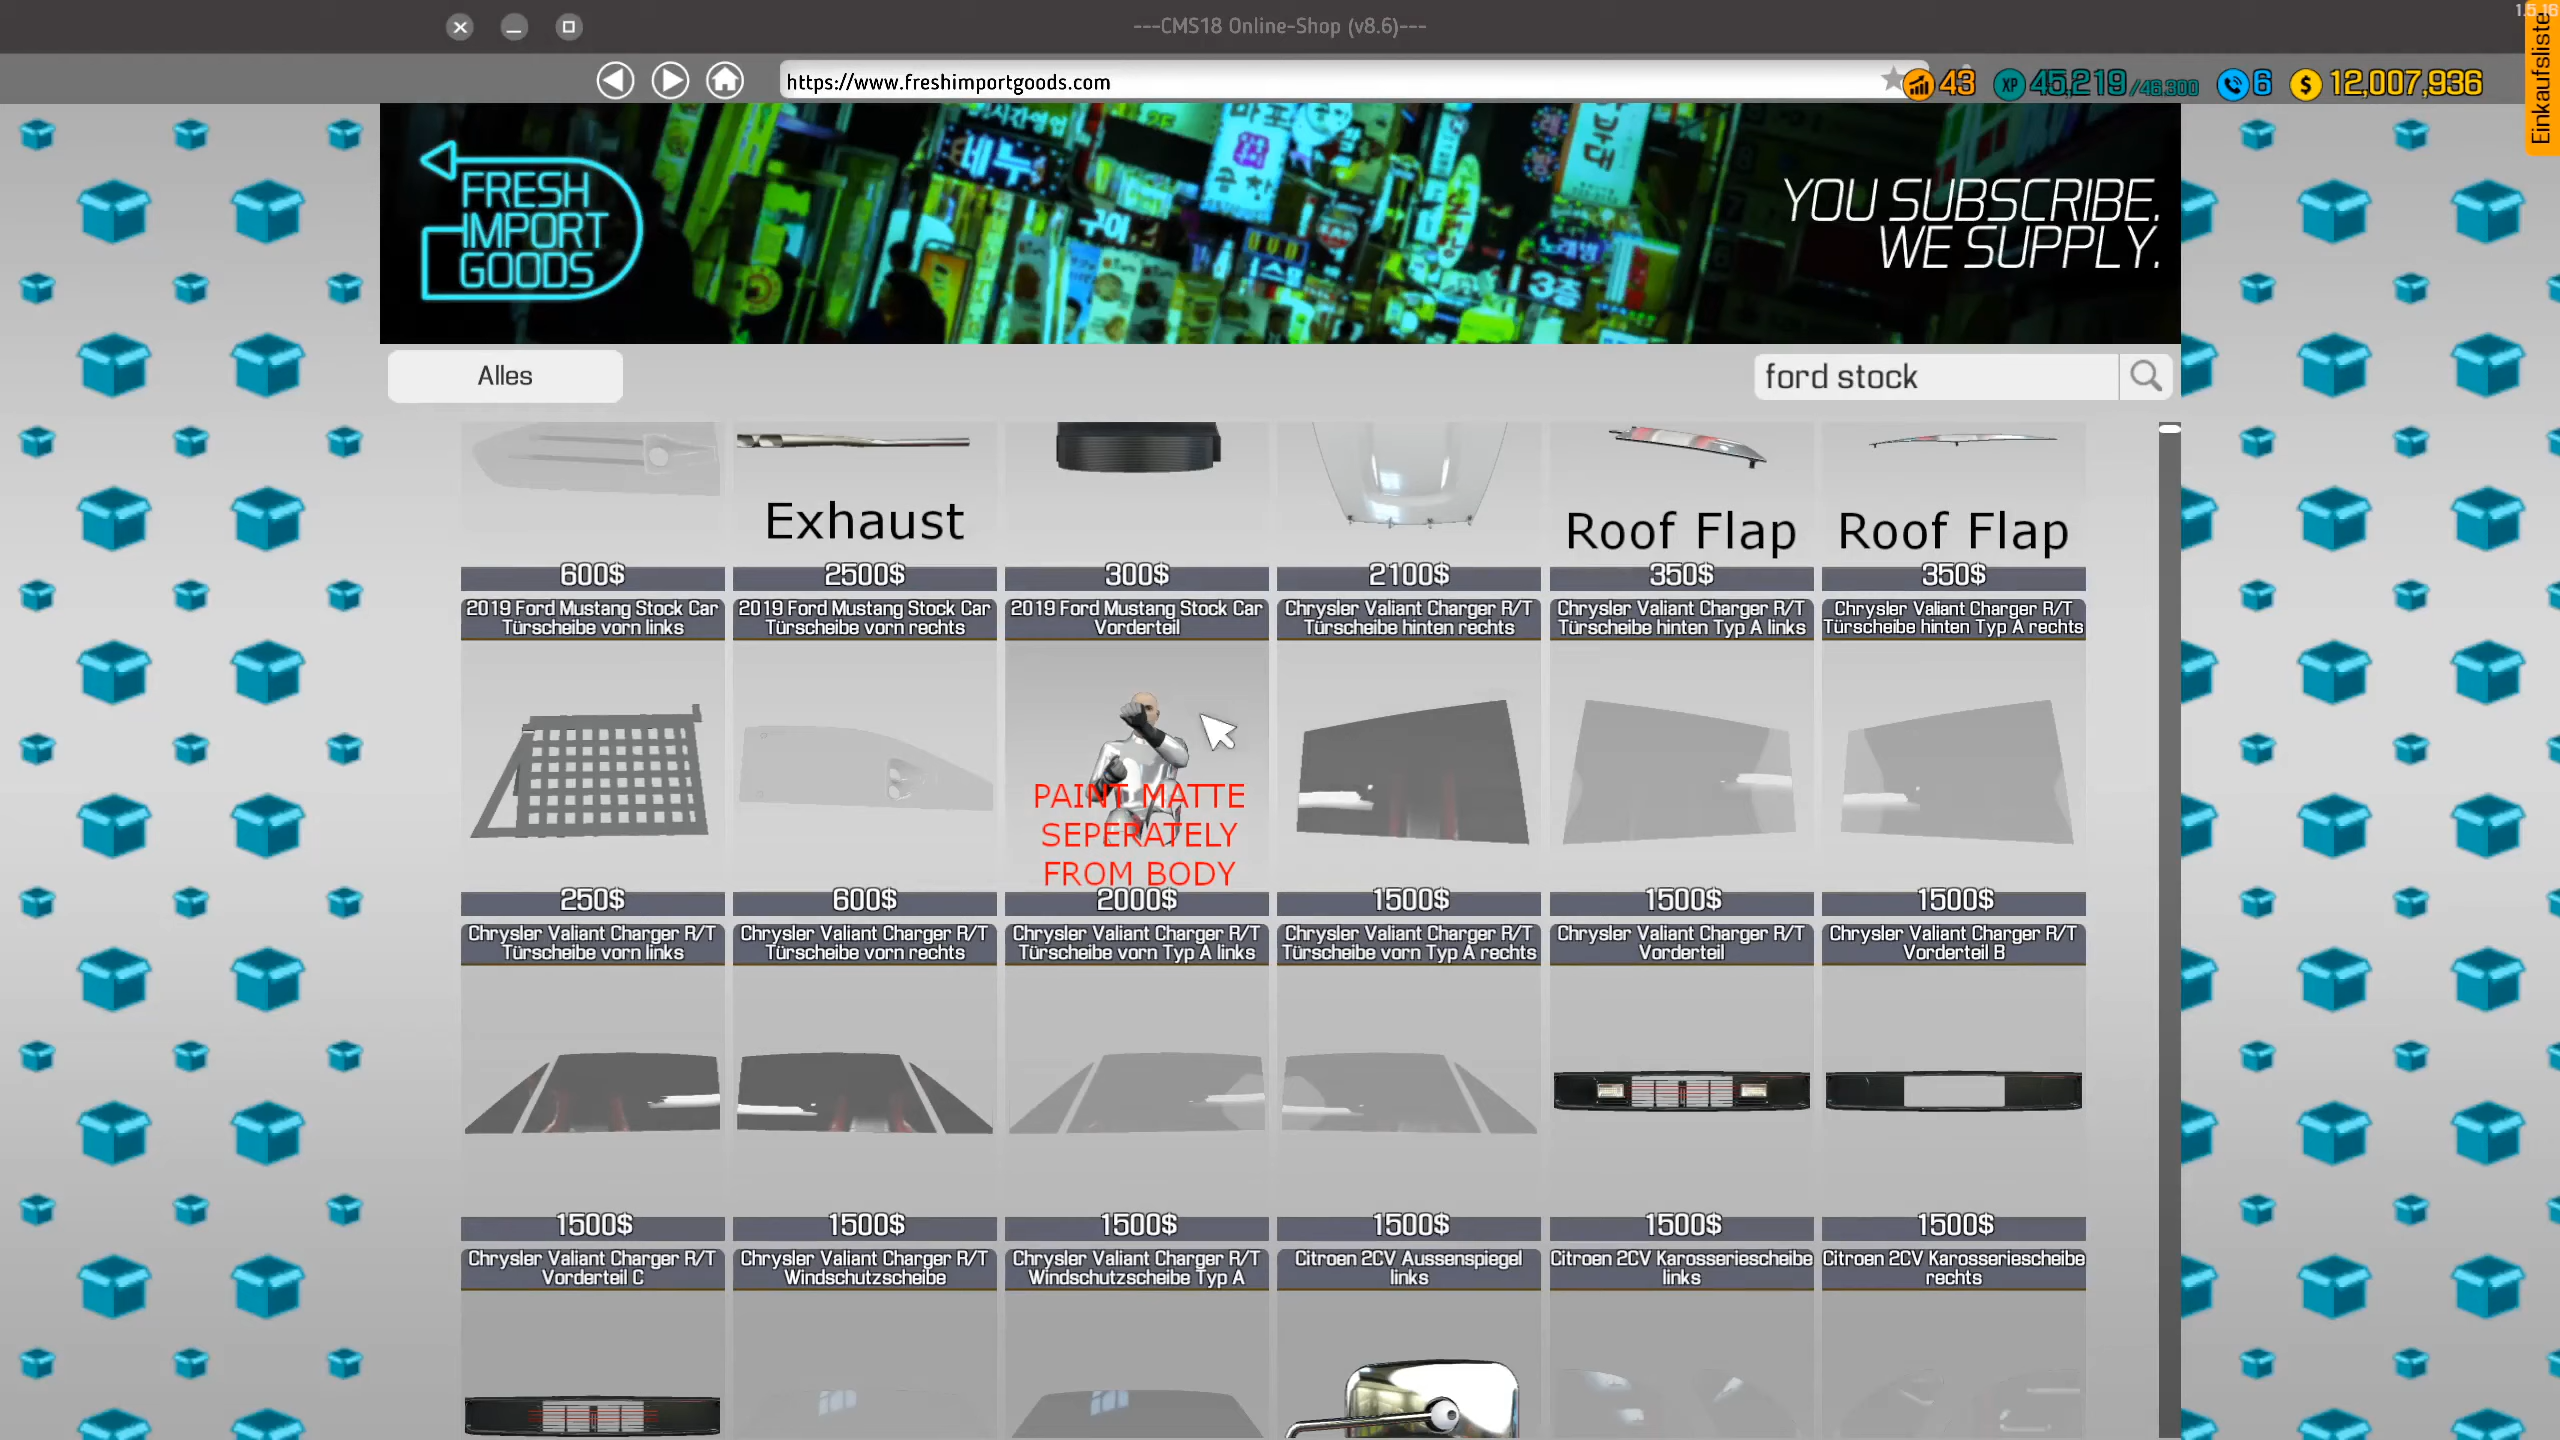 ---CMS18 Online-Shop (v8.6)---
1.5.16
Einkaufsliste
https://www.freshimportgoods.com
43
XP 45,219/46,300
6
$ 12,007,936
FRESH
IMPORT
GOODS
YOU SUBSCRIBE.
WE SUPPLY.
Alles
ford stock
Exhaust
Roof Flap
Roof Flap
600$
2500$
300$
2100$
350$
350$
2019 Ford Mustang Stock Car
Türscheibe vorn links
2019 Ford Mustang Stock Car
Türscheibe vorn rechts
2019 Ford Mustang Stock Car
Vorderteil
Chrysler Valiant Charger R/T
Türscheibe hinten rechts
Chrysler Valiant Charger R/T
Türscheibe hinten Typ A links
Chrysler Valiant Charger R/T
Türscheibe hinten Typ A rechts
PAINT MATTE
SEPERATELY
FROM BODY
250$
600$
2000$
1500$
1500$
1500$
Chrysler Valiant Charger R/T
Türscheibe vorn links
Chrysler Valiant Charger R/T
Türscheibe vorn rechts
Chrysler Valiant Charger R/T
Türscheibe vorn Typ A links
Chrysler Valiant Charger R/T
Türscheibe vorn Typ A rechts
Chrysler Valiant Charger R/T
Vorderteil
Chrysler Valiant Charger R/T
Vorderteil B
1500$
1500$
1500$
1500$
1500$
1500$
Chrysler Valiant Charger R/T
Vorderteil C
Chrysler Valiant Charger R/T
Windschutzscheibe
Chrysler Valiant Charger R/T
Windschutzscheibe Typ A
Citroen 2CV Aussenspiegel
links
Citroen 2CV Karosseriescheibe
links
Citroen 2CV Karosseriescheibe
rechts